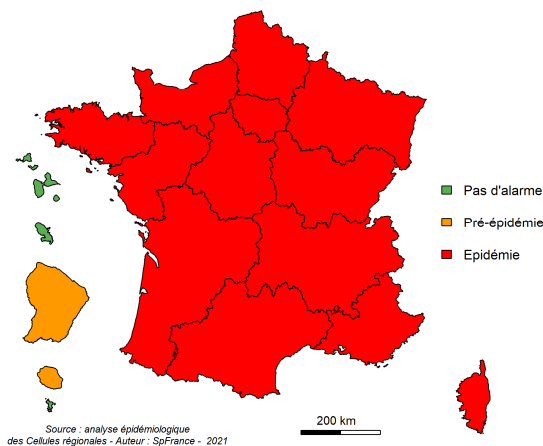 Pas d'alarme
Pré-épidémie
Epidémie
200 km
Source : analyse épidémiologique
des Cellules régionales - Auteur : SpFrance - 2021